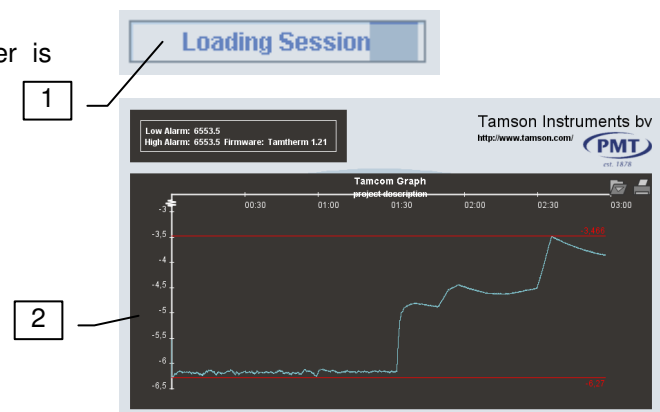 Loading Session
er is
1
Low Alarm: 6553.5
High Alarm: 6553.5 Firmware: Tamtherm 1.21
Tamson Instruments bv
http://www.tamson.com/
PMT
est. 1878
Tamcom Graph
project description
00:30 01:00 01:30 02:00 02:30 03:00
-3
-3,5
-4
-4,5
-5
-5,5
-6
-6,5
-6,27
2